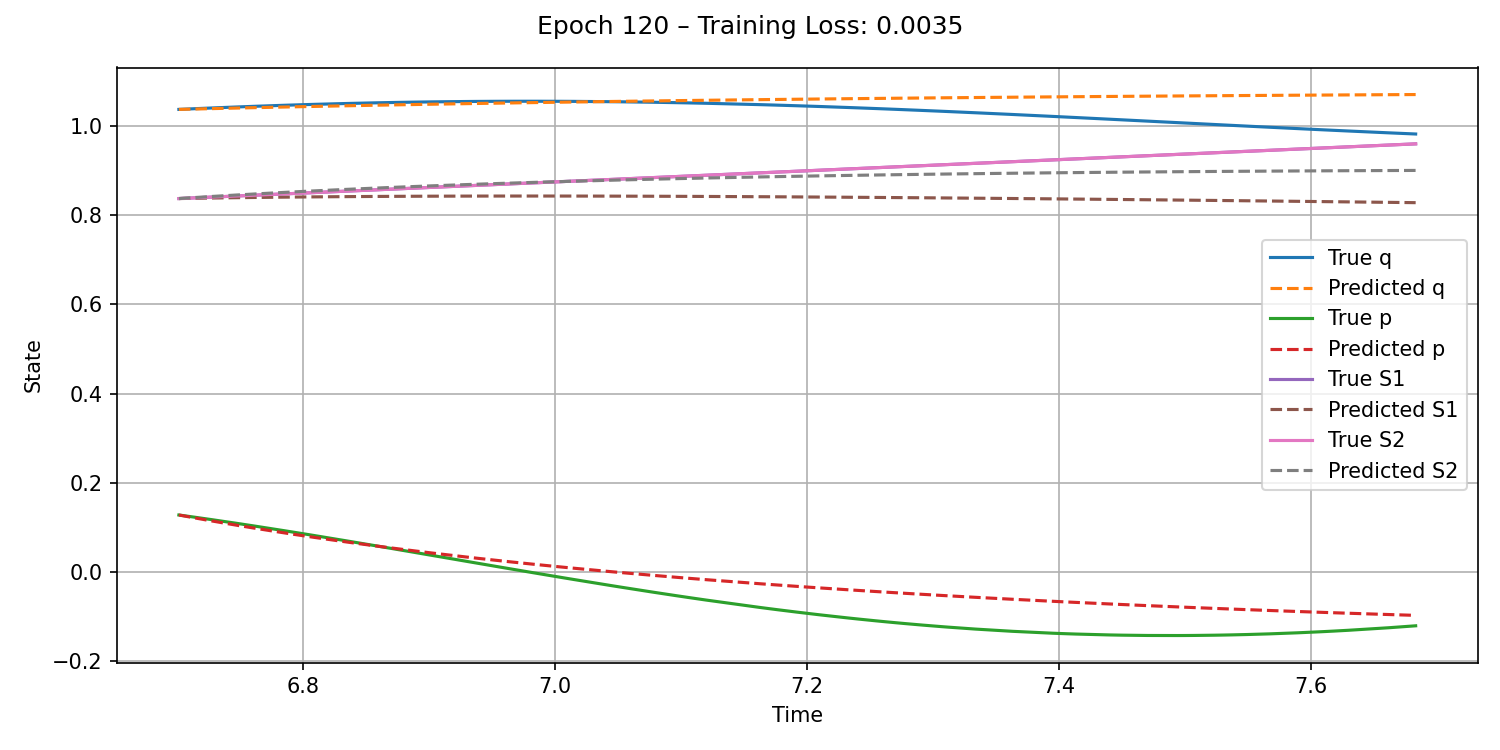 Epoch 120 – Training Loss: 0.0035
1.0
0.8
0.6
0.4
0.2
0.0
−0.2
State
6.8 7.0 7.2 7.4 7.6
Time
True q
Predicted q
True p
Predicted p
True S1
Predicted S1
True S2
Predicted S2